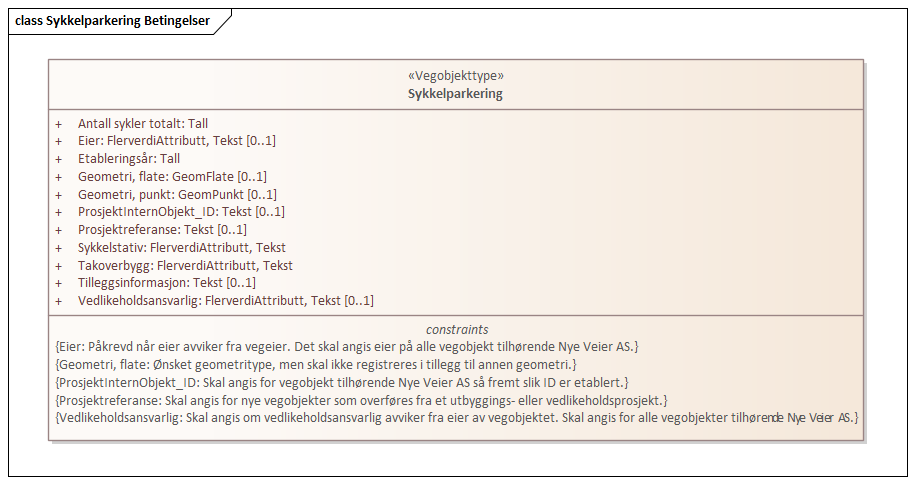 class Sykkelparkering Betingelser
«Vegobjekttype»
Sykkelparkering
+ Antall sykler totalt: Tall
+ Eier: FlerverdiAttributt, Tekst [0..1]
+ Etableringsår: Tall
+ Geometri, flate: GeomFlate [0..1]
+ Geometri, punkt: GeomPunkt [0..1]
+ ProsjektInternObjekt_ID: Tekst [0..1]
+ Prosjektreferanse: Tekst [0..1]
+ Sykkelstativ: FlerverdiAttributt, Tekst
+ Takoverbygg: FlerverdiAttributt, Tekst
+ Tilleggsinformasjon: Tekst [0..1]
+ Vedlikeholdsansvarlig: FlerverdiAttributt, Tekst [0..1]
constraints
{Eier: Påkrevd når eier avviker fra vegeier. Det skal angis eier på alle vegobjekt tilhørende Nye Veier AS.}
{Geometri, flate: Ønsket geometritype, men skal ikke registreres i tillegg til annen geometri.}
{ProsjektInternObjekt_ID: Skal angis for vegobjekt tilhørende Nye Veier AS så fremt slik ID er etablert.}
{Prosjektreferanse: Skal angis for nye vegobjekter som overføres fra et utbyggings- eller vedlikeholdsprosjekt.}
{Vedlikeholdsansvarlig: Skal angis om vedlikeholdsansvarlig avviker fra eier av vegobjektet. Skal angis for alle vegobjekter tilhørende Nye Veier AS.}